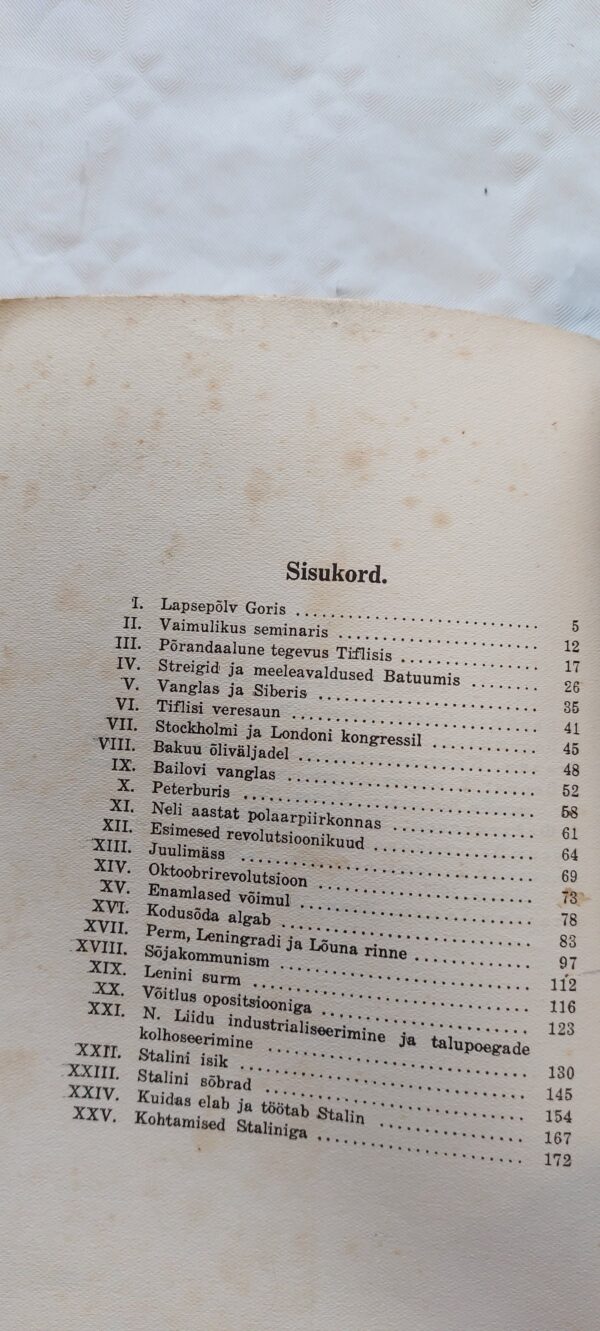 Sisukord.
I. Lapsepõlv Goris .............................. 5
II. Vaimulikus seminaris ......................... 12
III. Põrandaalune tegevus Tiflisis .................. 17
IV. Streigid ja meeleavaldused Batuumis ........ 26
V. Vanglas ja Siberis ............................ 35
VI. Tiflisi veresaun ............................... 41
VII. Stockholmi ja Londoni kongressil ............. 45
VIII. Bakuu õliväljadel ............................. 48
IX. Bailovi vanglas ............................... 52
X. Peterburis .................................... 58
XI. Neli aastat polaarpiirkonnas .................. 61
XII. Esimesed revolutsioonikuud .................... 64
XIII. Juulimäss .................................... 69
XIV. Oktoobrirevolutsioon .......................... 73
XV. Enamlased võimul ............................. 78
XVI. Kodusõda algab ............................... 83
XVII. Perm, Leningradi ja Lõuna rinne .............. 97
XVIII. Sõjakommunism ............................... 112
XIX. Lenini surm .................................. 116
XX. Võitlus opositsiooniga ........................ 123
XXI. N. Liidu industrialiseerimine ja talupoegade
kolhoseerimine ................................ 130
XXII. Stalini isik .................................. 145
XXIII. Stalini sõbrad ................................ 154
XXIV. Kuidas elab ja töötab Stalin .................. 167
XXV. Kohtamised Staliniga .......................... 172